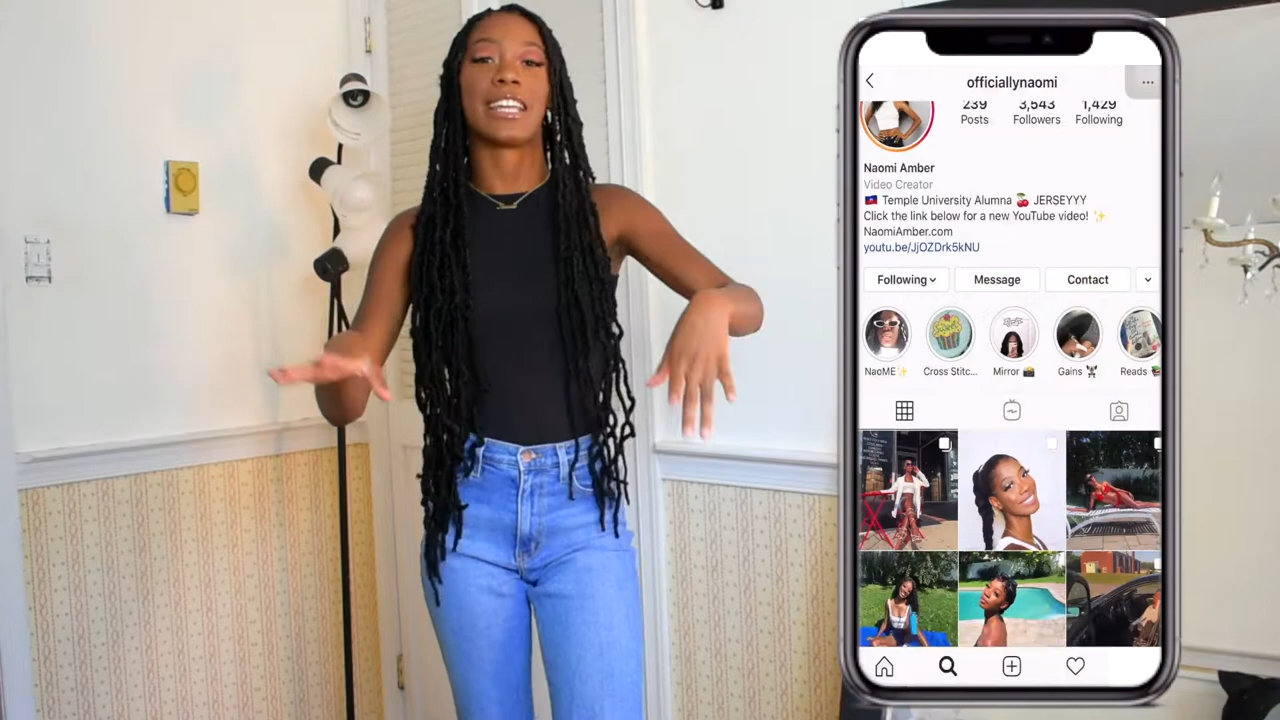 officiallynaomi
239 3,543 1,429
Posts Followers Following
Naomi Amber
Video Creator
🇭🇹 Temple University Alumna 🍒 JERSEYYY
Click the link below for a new YouTube video! ✨
NaomiAmber.com
youtu.be/JjOZDrk5kNU
Following Message Contact
NaoME✨ Cross Stitc... Mirror 📸 Gains 🏋🏿‍♀️ Reads 📚